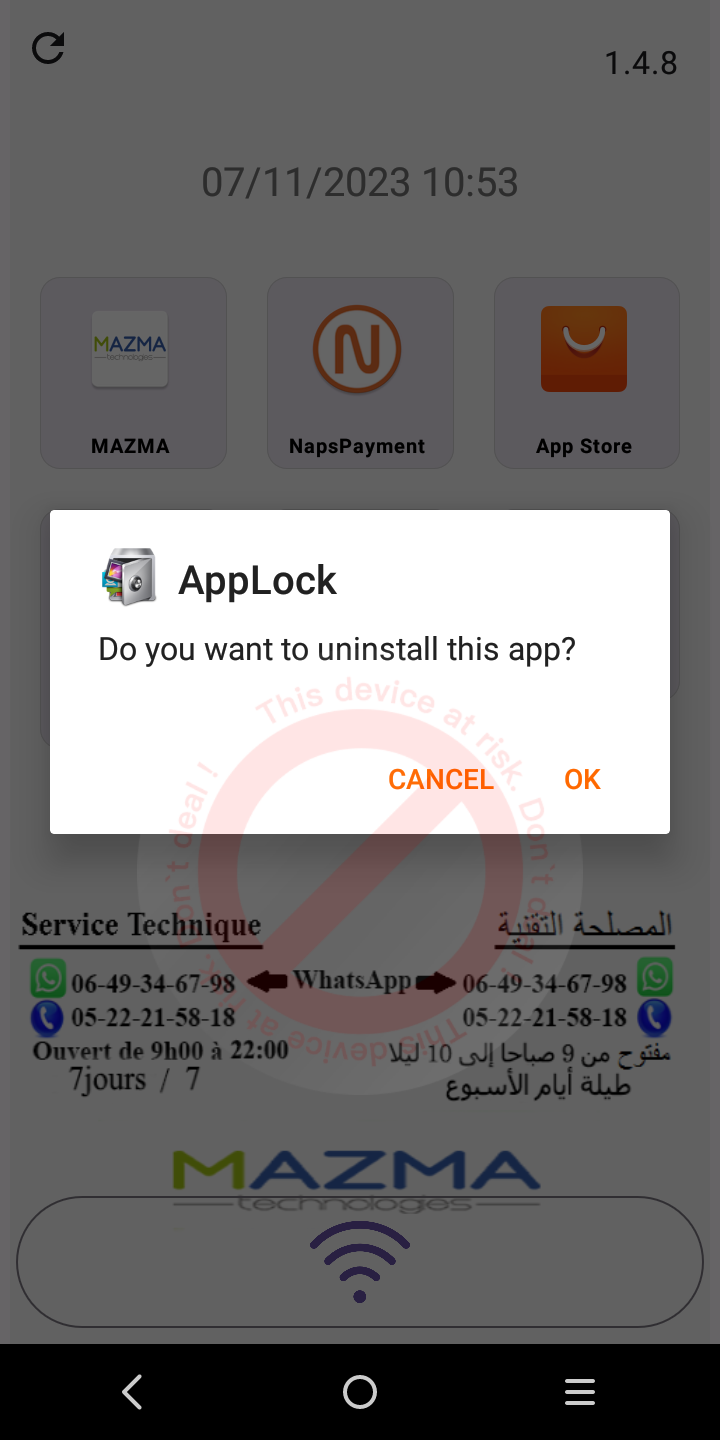 1.4.8
07/11/2023 10:53
MAZMA
technologies
MAZMA
NapsPayment
App Store
AppLock
Do you want to uninstall this app?
CANCEL
OK
This device at risk. Don`t deal !
This device at risk. Don`t deal !
Service Technique
المصلحة التقنية
06-49-34-67-98
WhatsApp
06-49-34-67-98
05-22-21-58-18
05-22-21-58-18
Ouvert de 9h00 à 22:00
مفتوح من 9 صباحا إلى 10 ليلا
7jours / 7
طيلة أيام الأسبوع
MAZMA
technologies